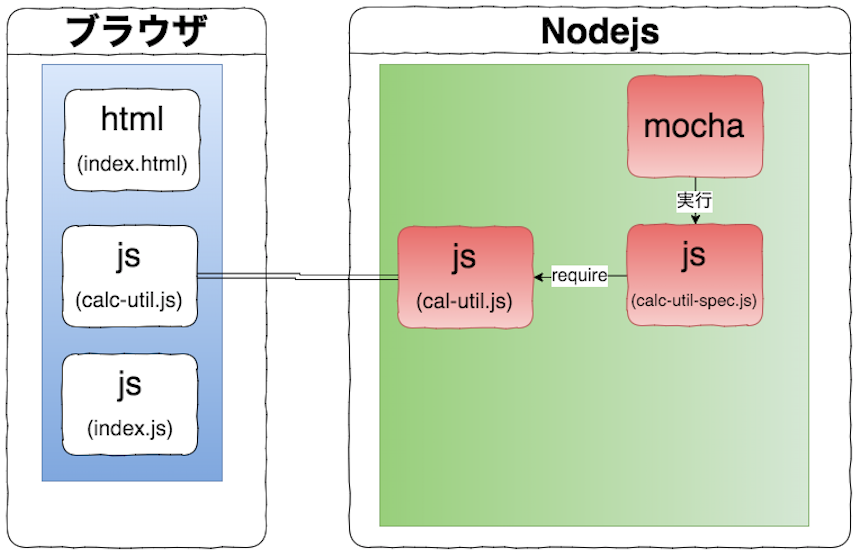 ブラウザ
html
(index.html)
js
(calc-util.js)
js
(index.js)
Nodejs
mocha
実行
js
(cal-util.js)
require
js
(calc-util-spec.js)